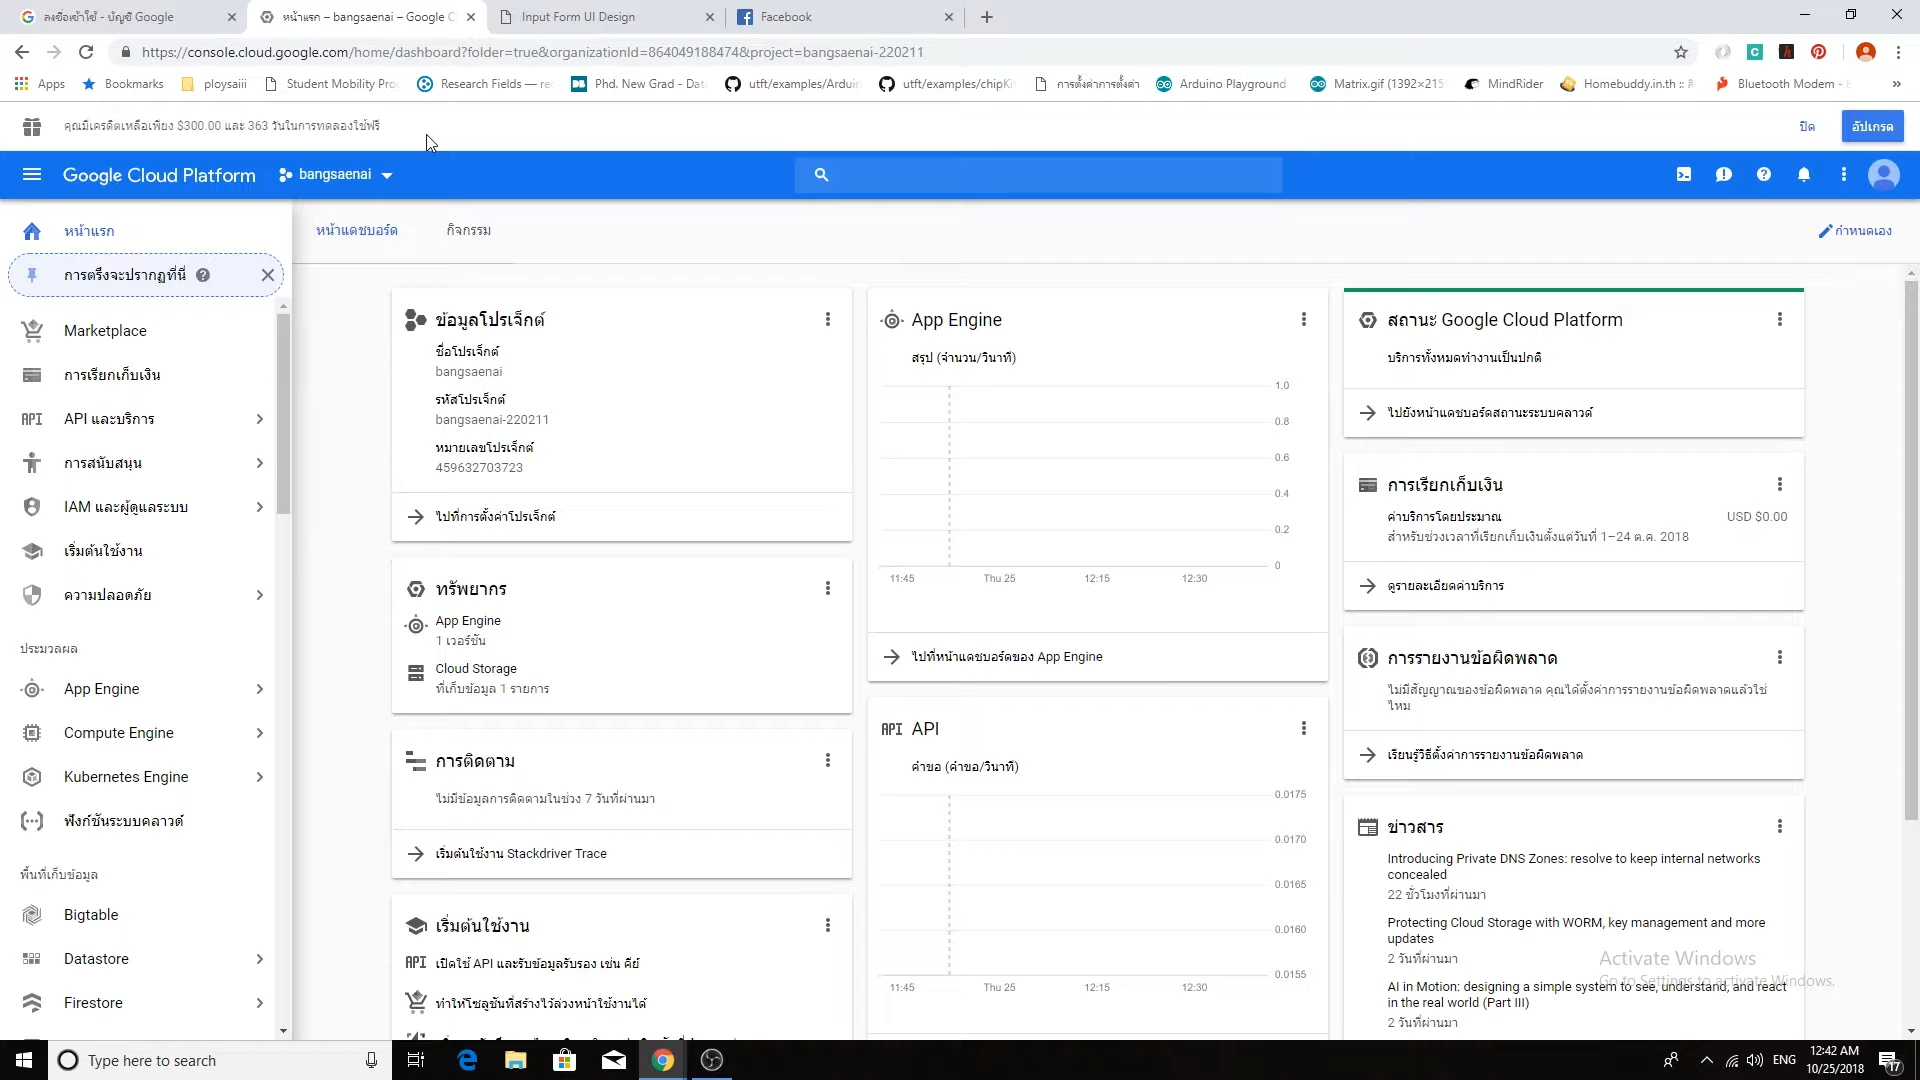 ลงชื่อเข้าใช้ - บัญชี Google
หน้าแรก – bangsaenai – Google C
Input Form UI Design
Facebook
https://console.cloud.google.com/home/dashboard?folder=true&organizationId=864049188474&project=bangsaenai-220211
Apps
Bookmarks
ploysaiii
Student Mobility Pro
Research Fields — re
Phd. New Grad - Dat
utft/examples/Arduin
utft/examples/chipKi
การตั้งค่าการตั้งค่า
Arduino Playground
Matrix.gif (1392×215
MindRider
Homebuddy.in.th ::
Bluetooth Modem -
»
คุณมีเครดิตเหลือเพียง $300.00 และ 363 วันในการทดลองใช้ฟรี
ปิด
อัปเกรด
Google Cloud Platform
bangsaenai
หน้าแรก
การตรึงจะปรากฏที่นี่
Marketplace
การเรียกเก็บเงิน
API และบริการ
การสนับสนุน
IAM และผู้ดูแลระบบ
เริ่มต้นใช้งาน
ความปลอดภัย
ประมวลผล
App Engine
Compute Engine
Kubernetes Engine
ฟังก์ชันระบบคลาวด์
พื้นที่เก็บข้อมูล
Bigtable
Datastore
Firestore
หน้าแดชบอร์ด
กิจกรรม
กำหนดเอง
ข้อมูลโปรเจ็กต์
ชื่อโปรเจ็กต์
bangsaenai
รหัสโปรเจ็กต์
bangsaenai-220211
หมายเลขโปรเจ็กต์
459632703723
ไปที่การตั้งค่าโปรเจ็กต์
ทรัพยากร
App Engine
1 เวอร์ชัน
Cloud Storage
ที่เก็บข้อมูล 1 รายการ
การติดตาม
ไม่มีข้อมูลการติดตามในช่วง 7 วันที่ผ่านมา
เริ่มต้นใช้งาน Stackdriver Trace
เริ่มต้นใช้งาน
API เปิดใช้ API และรับข้อมูลรับรอง เช่น คีย์
ทำให้โซลูชันที่สร้างไว้ล่วงหน้าใช้งานได้
App Engine
สรุป (จำนวน/วินาที)
1.0
0.8
0.6
0.4
0.2
0
11:45 Thu 25 12:15 12:30
ไปที่หน้าแดชบอร์ดของ App Engine
API API
คำขอ (คำขอ/วินาที)
0.0175
0.0170
0.0165
0.0160
0.0155
11:45 Thu 25 12:15 12:30
สถานะ Google Cloud Platform
บริการทั้งหมดทำงานเป็นปกติ
ไปยังหน้าแดชบอร์ดสถานะระบบคลาวด์
การเรียกเก็บเงิน
ค่าบริการโดยประมาณ USD $0.00
สำหรับช่วงเวลาที่เรียกเก็บเงินตั้งแต่วันที่ 1–24 ต.ค. 2018
ดูรายละเอียดค่าบริการ
การรายงานข้อผิดพลาด
ไม่มีสัญญาณของข้อผิดพลาด คุณได้ตั้งค่าการรายงานข้อผิดพลาดแล้วใช่
ไหม
เรียนรู้วิธีตั้งค่าการรายงานข้อผิดพลาด
ข่าวสาร
Introducing Private DNS Zones: resolve to keep internal networks
concealed
22 ชั่วโมงที่ผ่านมา
Protecting Cloud Storage with WORM, key management and more
updates
2 วันที่ผ่านมา
AI in Motion: designing a simple system to see, understand, and react
in the real world (Part III)
2 วันที่ผ่านมา
Activate Windows
Go to Settings to activate Windows.
Type here to search
ENG
12:42 AM
10/25/2018
17